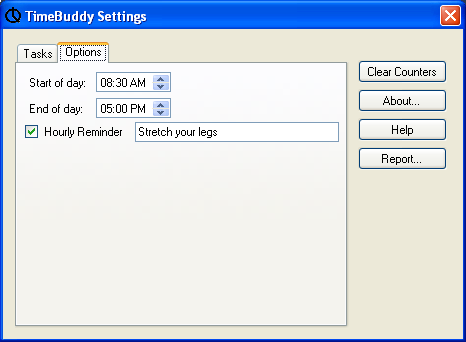 TimeBuddy Settings
Tasks
Options
Start of day: 08:30 AM
End of day: 05:00 PM
Hourly Reminder Stretch your legs
Clear Counters
About...
Help
Report...